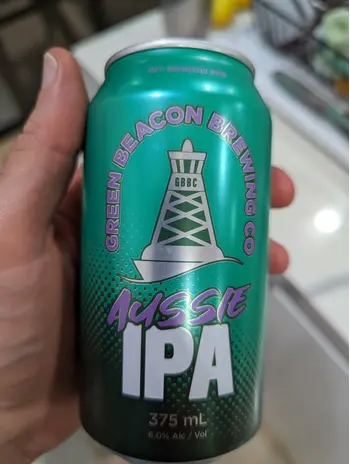 GREEN BEACON BREWING CO
GBBC
AUSSIE
IPA
375 mL
6.0% Alc / Vol